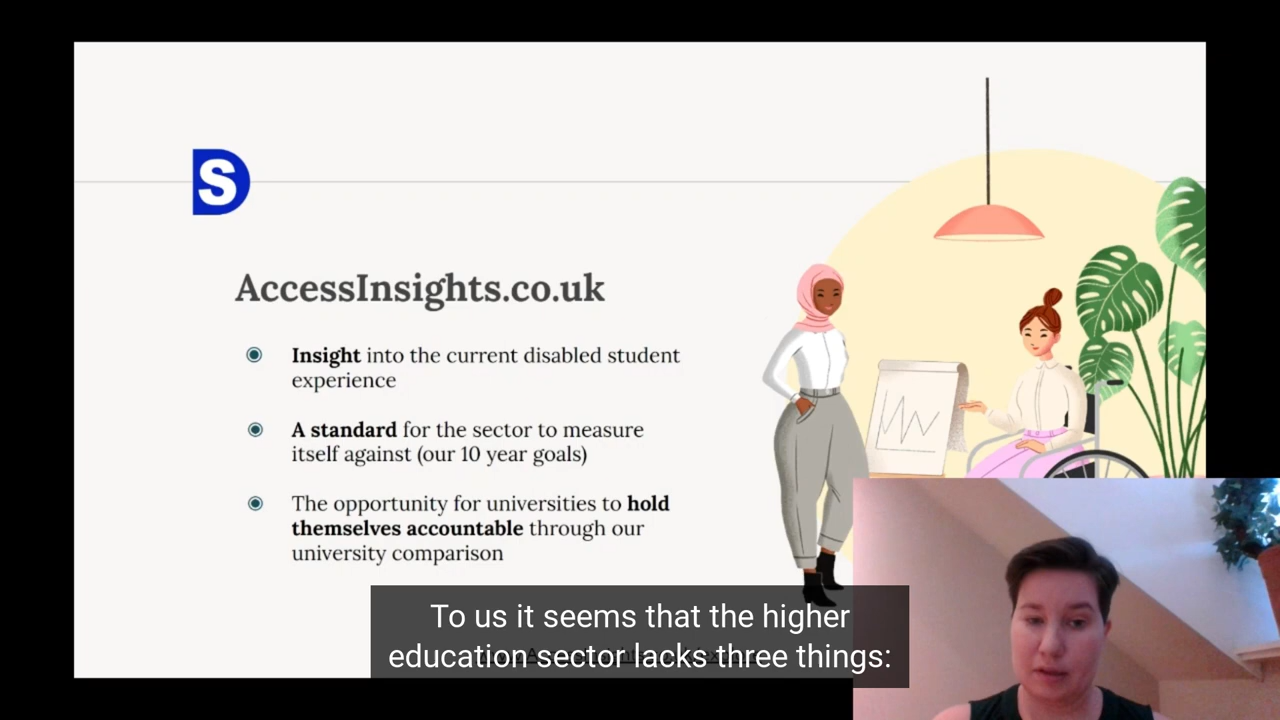 DS
AccessInsights.co.uk
Insight into the current disabled student
experience
A standard for the sector to measure
itself against (our 10 year goals)
The opportunity for universities to hold
themselves accountable through our
university comparison
To us it seems that the higher
education sector lacks three things: